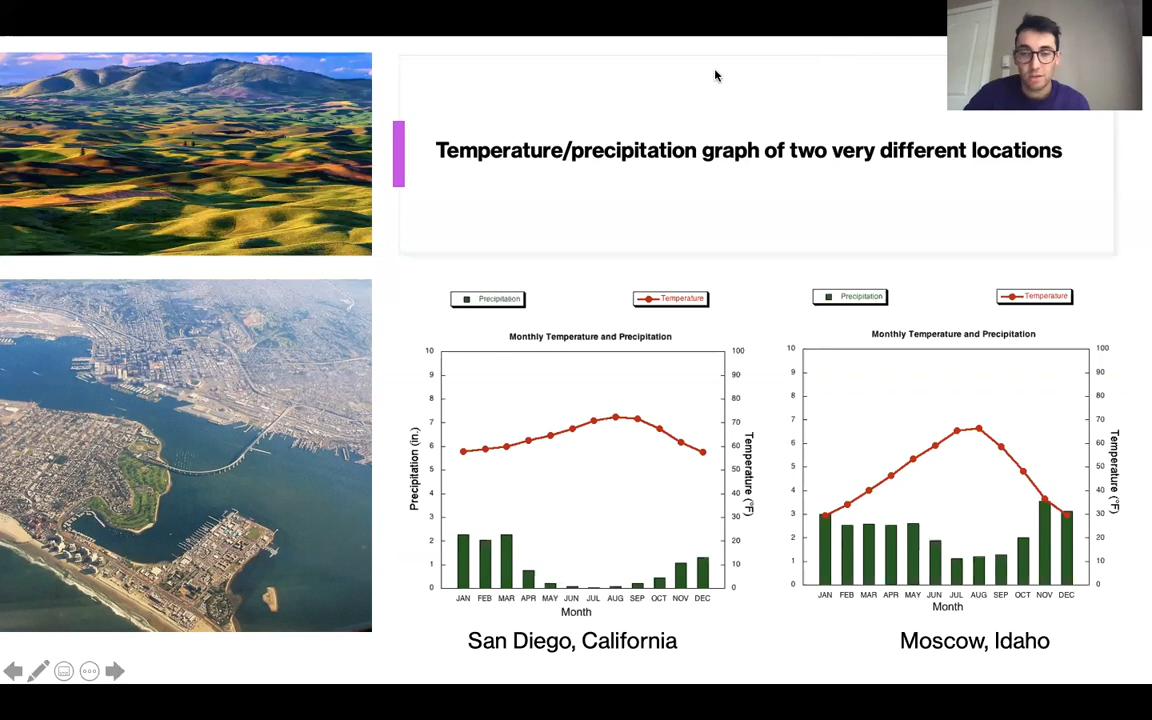 Temperature/precipitation graph of two very different locations
Precipitation
Temperature
Monthly Temperature and Precipitation
10
9
8
7
6
5
4
3
2
1
0
Precipitation (in.)
100
90
80
70
60
50
40
30
20
10
0
Temperature (°F)
JAN FEB MAR APR MAY JUN JUL AUG SEP OCT NOV DEC
Month
San Diego, California
Precipitation
Temperature
Monthly Temperature and Precipitation
10
9
8
7
6
5
4
3
2
1
0
100
90
80
70
60
50
40
30
20
10
0
Temperature (°F)
JAN FEB MAR APR MAY JUN JUL AUG SEP OCT NOV DEC
Month
Moscow, Idaho